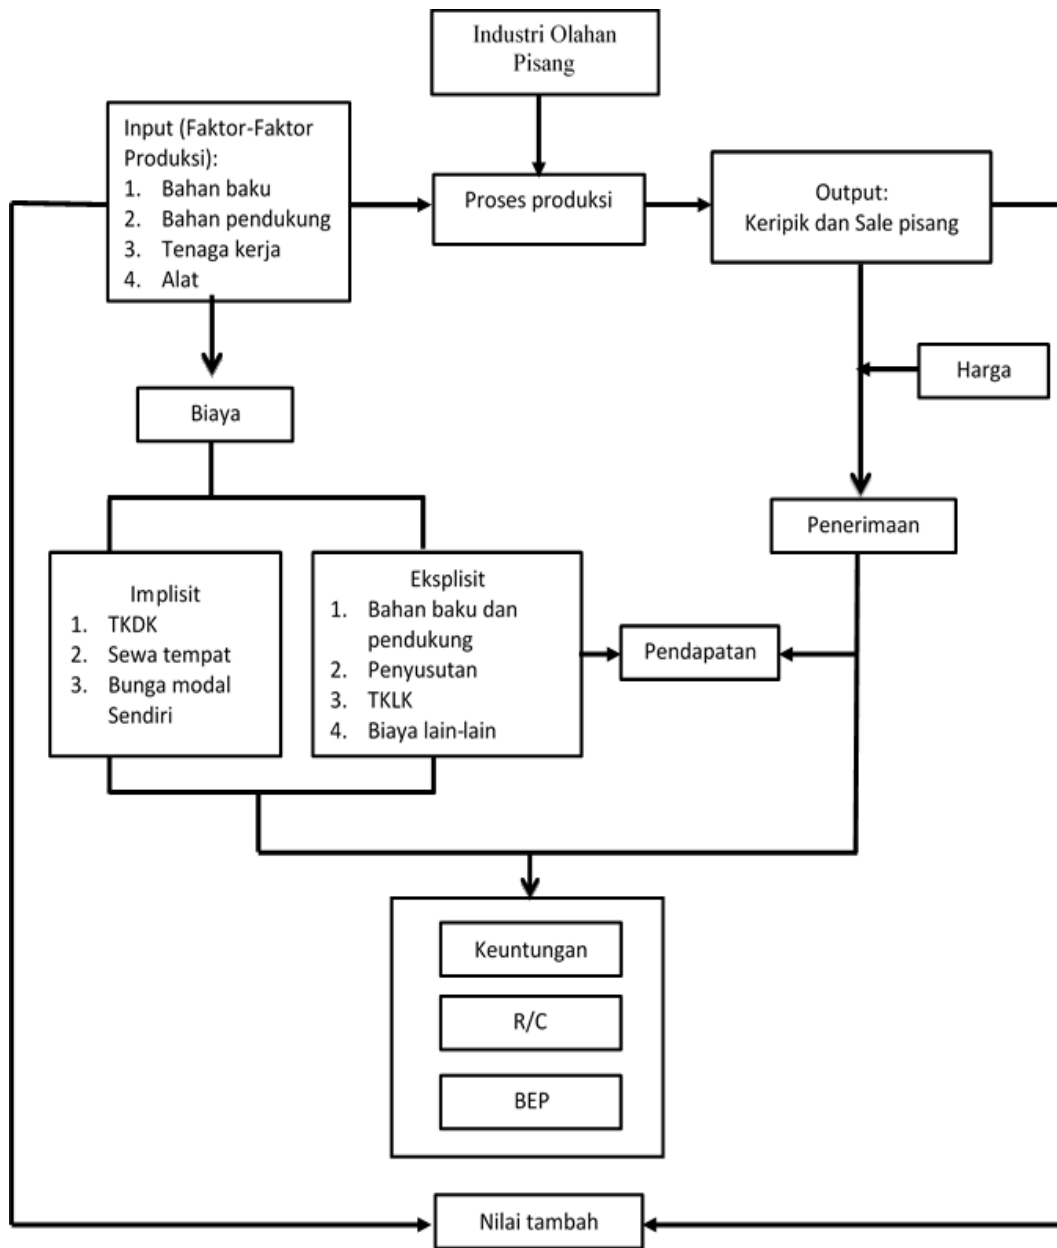 Industri Olahan
Pisang
Input (Faktor-Faktor
Produksi):
1. Bahan baku
2. Bahan pendukung
3. Tenaga kerja
4. Alat
Proses produksi
Output:
Keripik dan Sale pisang
Harga
Biaya
Penerimaan
Implisit
1. TKDK
2. Sewa tempat
3. Bunga modal
Sendiri
Eksplisit
1. Bahan baku dan
pendukung
2. Penyusutan
3. TKLK
4. Biaya lain-lain
Pendapatan
Keuntungan
R/C
BEP
Nilai tambah